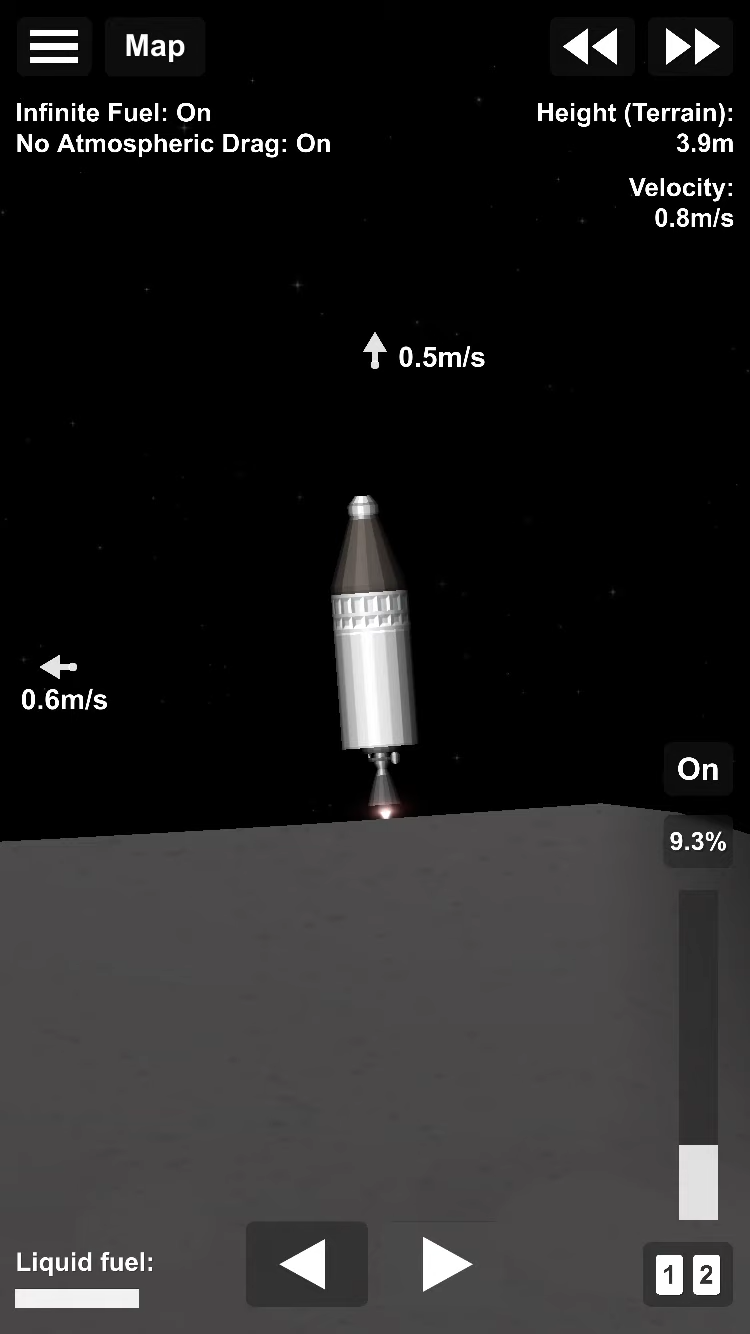 Map
Infinite Fuel: On
No Atmospheric Drag: On
Height (Terrain):
3.9m
Velocity:
0.8m/s
0.5m/s
0.6m/s
On
9.3%
Liquid fuel:
1 2